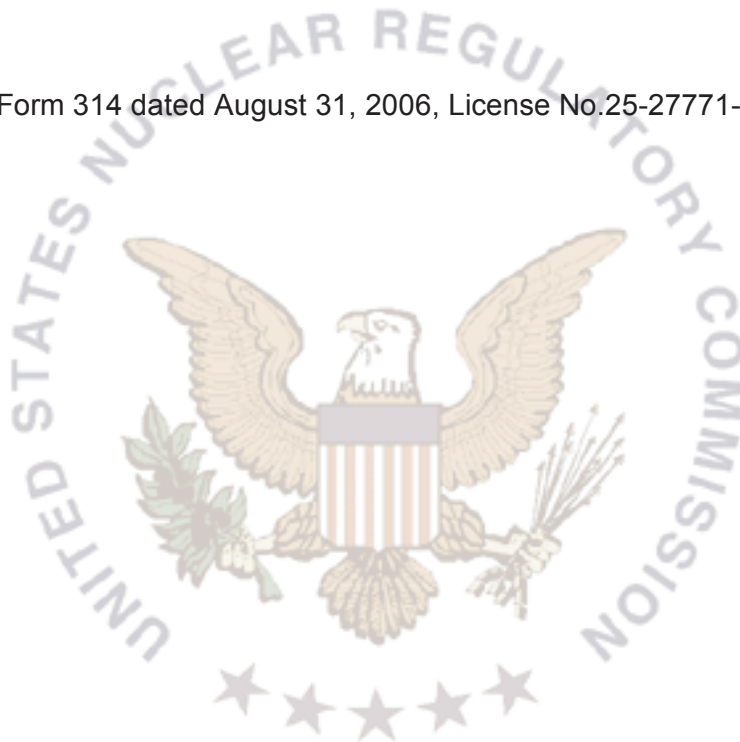 Form 314 dated August 31, 2006, License No.25-27771-
UNITED STATES NUCLEAR REGULATORY COMMISSION